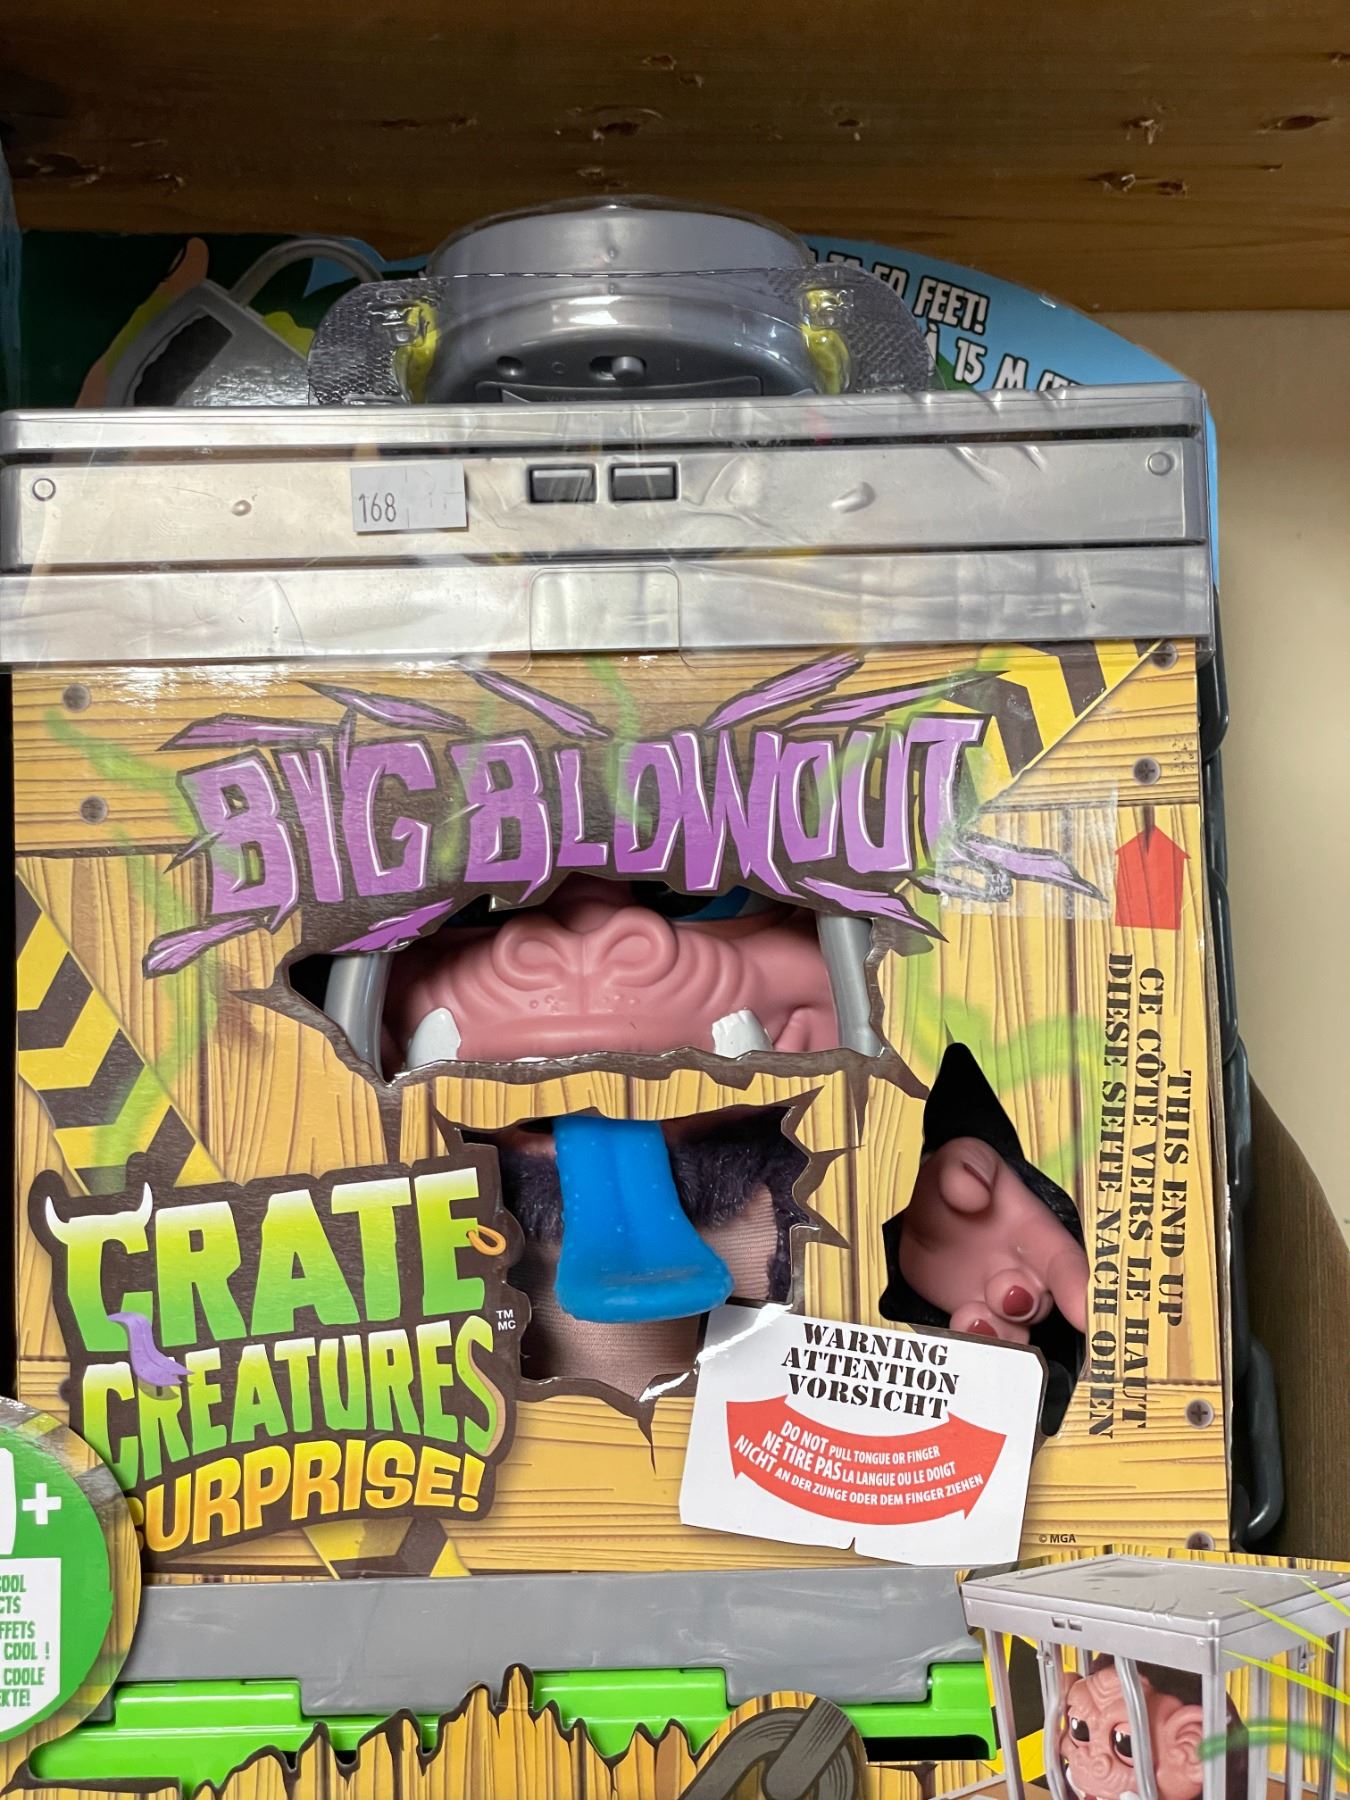 FEET!
À 15 M
168
BIG BLOWOUT
TM
MC
CRATE
CREATURES
TM
MC
SURPRISE!
THIS END UP
CE CÔTÉ VERS LE HAUT
DIESE SEITE NACH OBEN
WARNING
ATTENTION
VORSICHT
DO NOT PULL TONGUE OR FINGER
NE TIRE PAS LA LANGUE OU LE DOIGT
NICHT AN DER ZUNGE ODER DEM FINGER ZIEHEN
© MGA
+
COOL !
COOLE